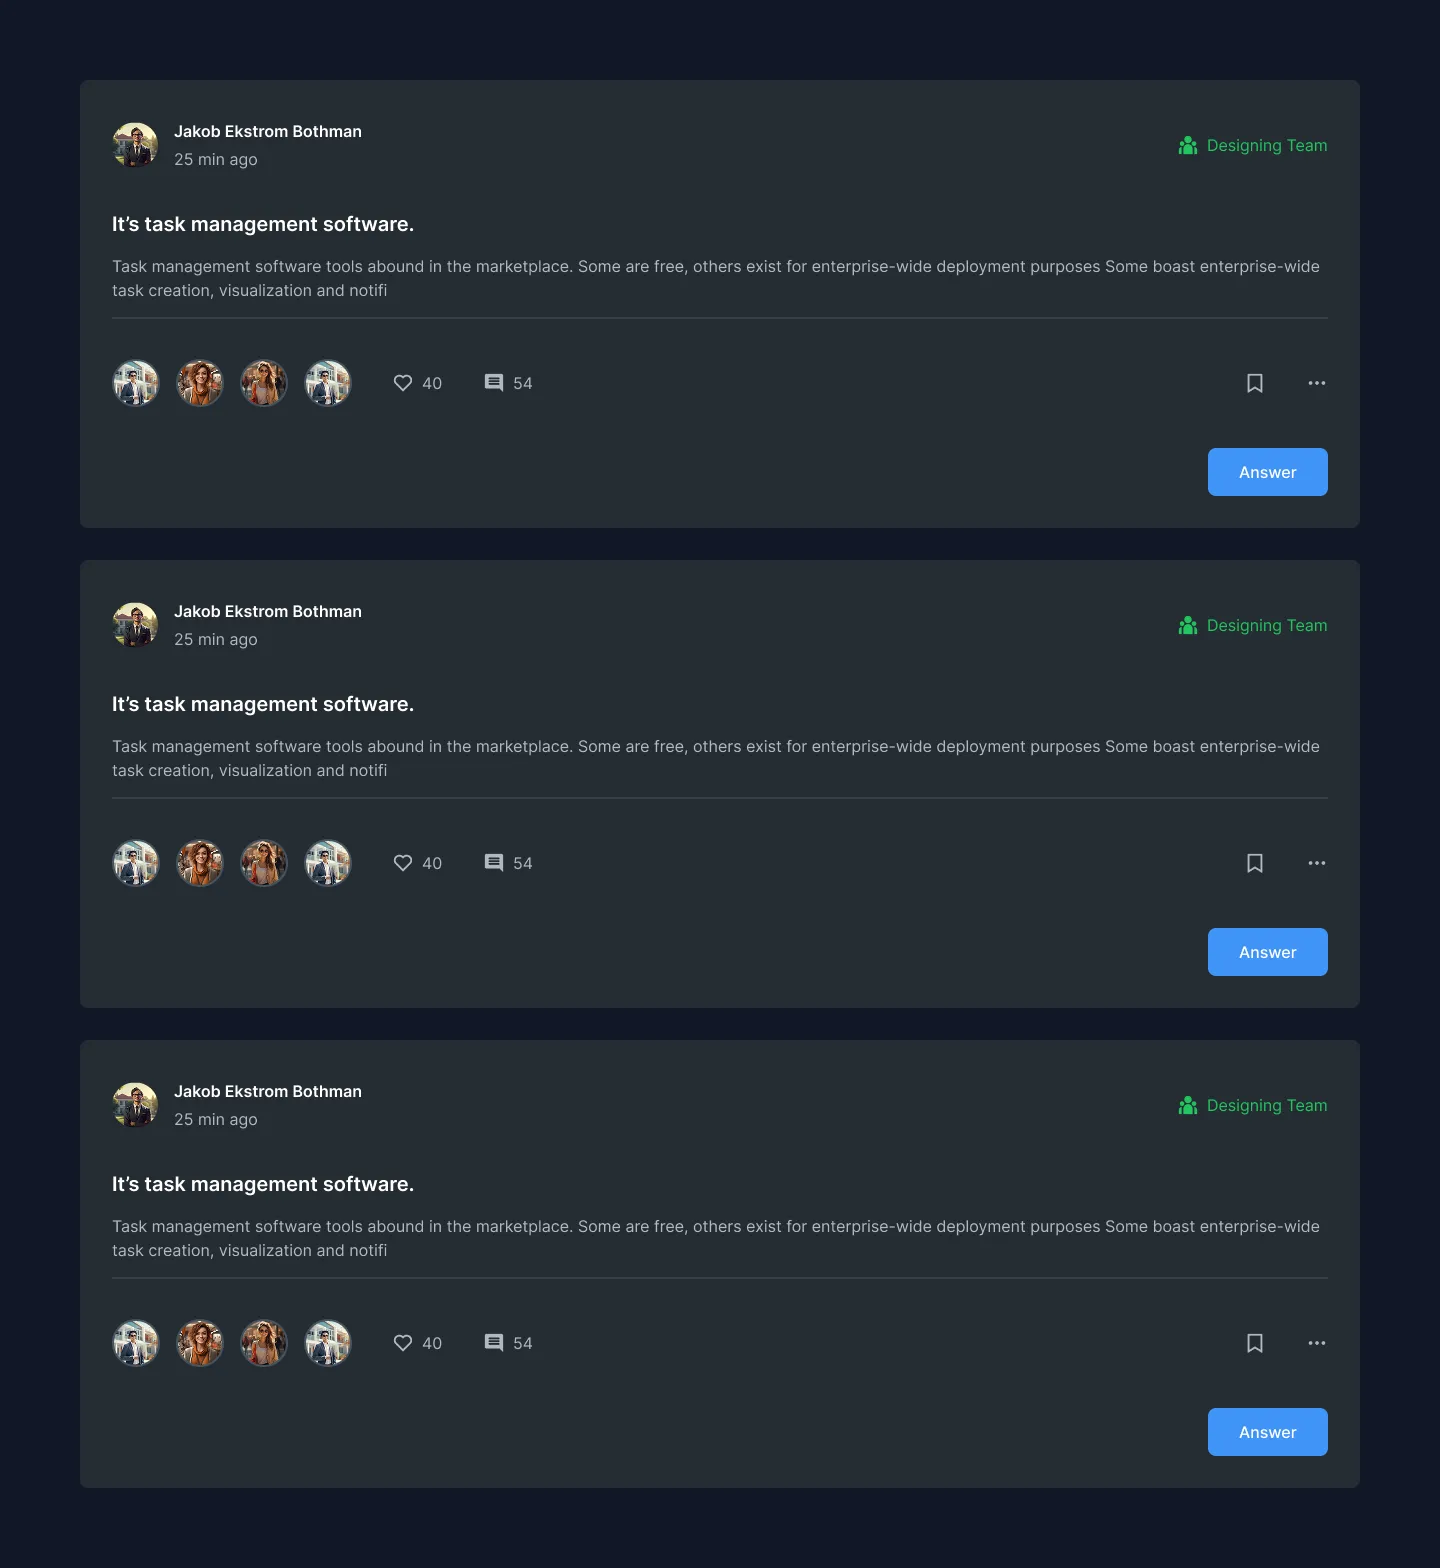 Jakob Ekstrom Bothman
25 min ago
Designing Team
It’s task management software.
Task management software tools abound in the marketplace. Some are free, others exist for enterprise-wide deployment purposes Some boast enterprise-wide
task creation, visualization and notifi
40
54
Answer
Jakob Ekstrom Bothman
25 min ago
Designing Team
It’s task management software.
Task management software tools abound in the marketplace. Some are free, others exist for enterprise-wide deployment purposes Some boast enterprise-wide
task creation, visualization and notifi
40
54
Answer
Jakob Ekstrom Bothman
25 min ago
Designing Team
It’s task management software.
Task management software tools abound in the marketplace. Some are free, others exist for enterprise-wide deployment purposes Some boast enterprise-wide
task creation, visualization and notifi
40
54
Answer